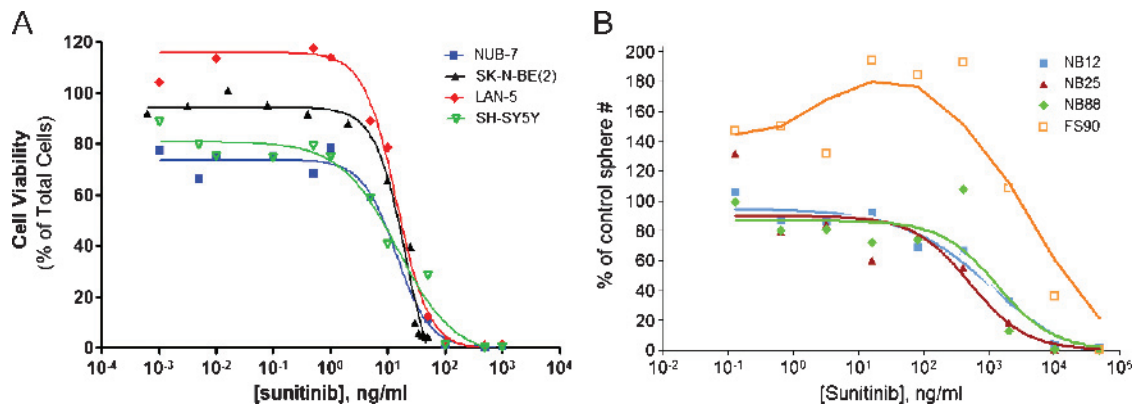 A
120
100
80
60
40
20
0
Cell Viability
(% of Total Cells)
NUB-7
SK-N-BE(2)
LAN-5
SH-SY5Y
10⁻⁴ 10⁻³ 10⁻² 10⁻¹ 10⁰ 10¹ 10² 10³ 10⁴
[sunitinib], ng/ml
B
200
180
160
140
120
100
80
60
40
20
0
% of control sphere #
NB12
NB25
NB88
FS90
10⁻² 10⁻¹ 10⁰ 10¹ 10² 10³ 10⁴ 10⁵
[Sunitinib], ng/ml